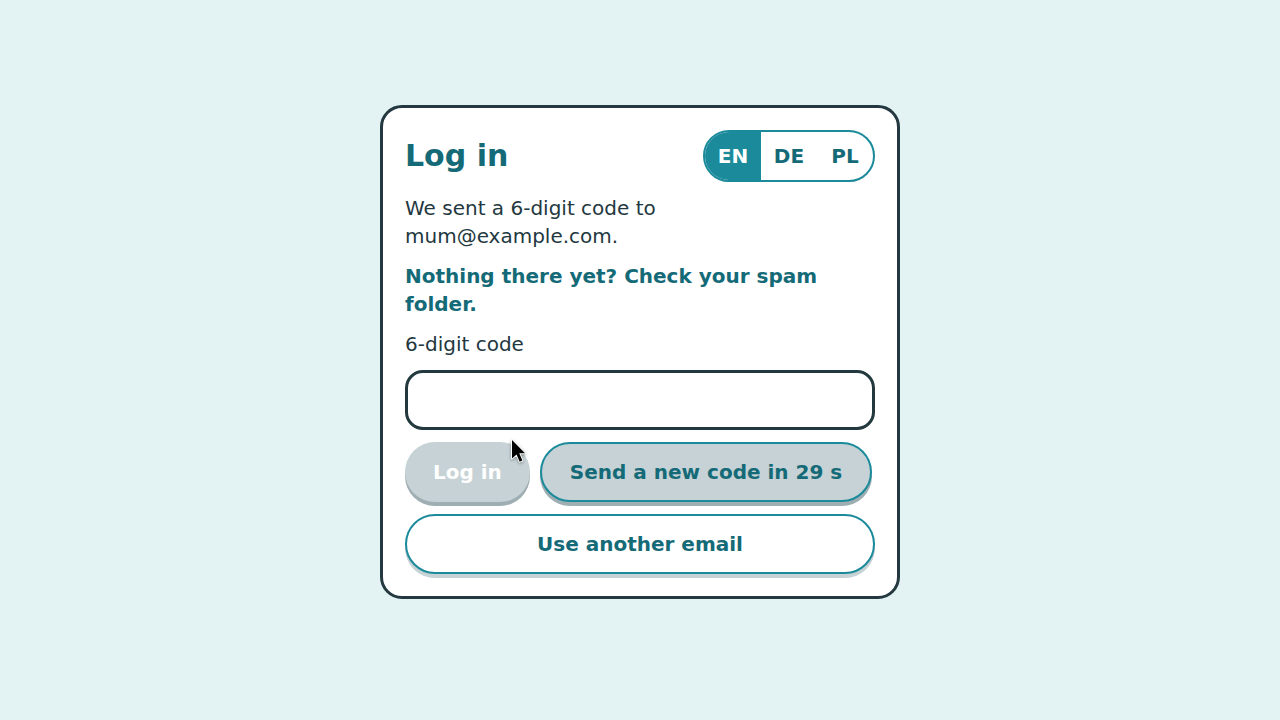 Log in
EN DE PL
We sent a 6-digit code to
mum@example.com.
Nothing there yet? Check your spam
folder.
6-digit code
Log in
Send a new code in 29 s
Use another email